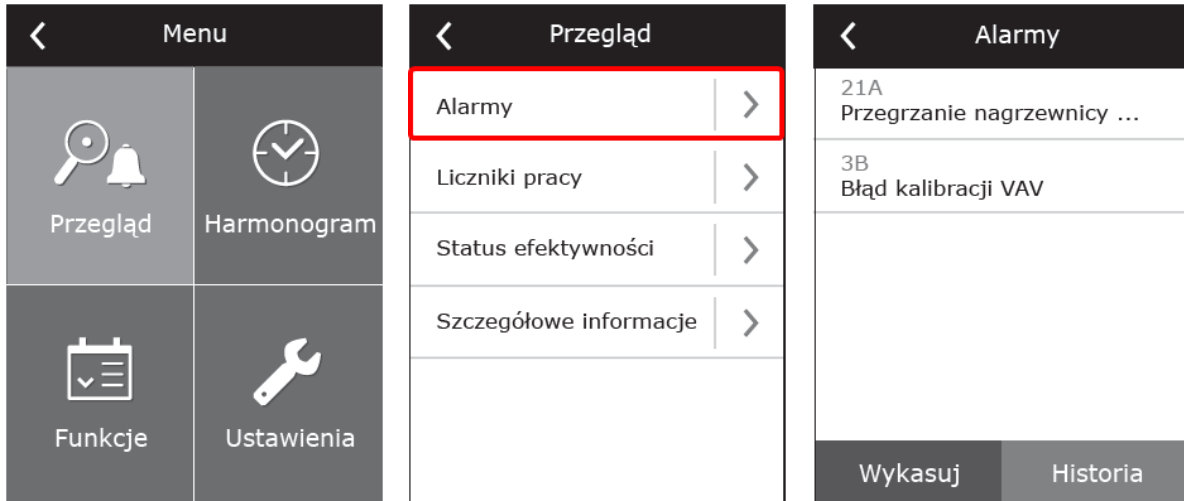 Menu
Przegląd
Harmonogram
Funkcje
Ustawienia
Przegląd
Alarmy
Liczniki pracy
Status efektywności
Szczegółowe informacje
Alarmy
21A
Przegrzanie nagrzewnicy ...
3B
Błąd kalibracji VAV
Wykasuj
Historia